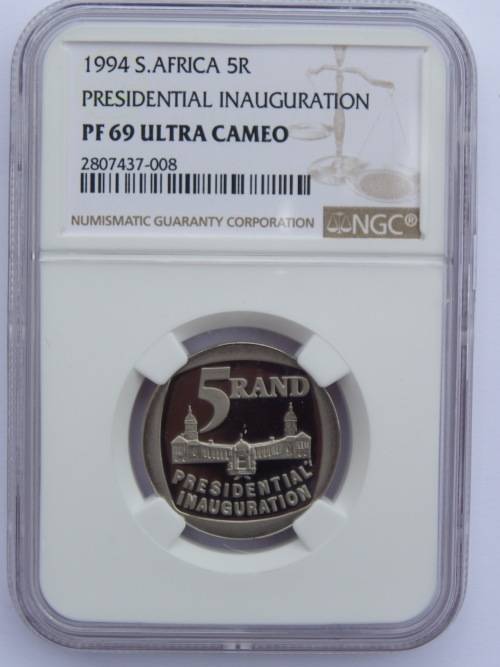 1994 S.AFRICA 5R
PRESIDENTIAL INAUGURATION
PF 69 ULTRA CAMEO
2807437-008
NUMISMATIC GUARANTY CORPORATION NGC®
5 RAND
PRESIDENTIAL
INAUGURATION